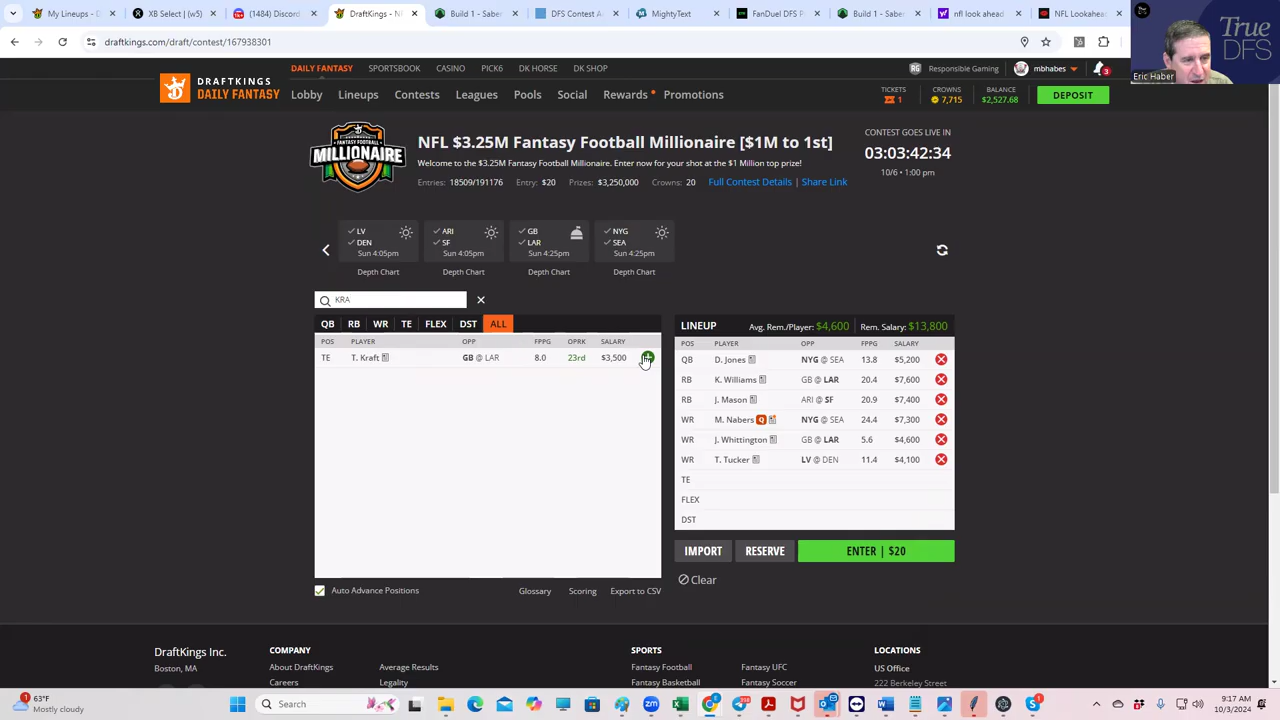 My Lineups - D
XB Select | (w5)
(1484) Discord
DraftKings - N
Build 1 - Saber
DFS Contest A
MightyText
FanDuel DFS P
Build 1 - Saber
nfl look ahead
NFL Lookahea
draftkings.com/draft/contest/167938301
True
DFS
Eric Haber
DAILY FANTASY SPORTSBOOK CASINO DK HORSE DK SHOP
RG Responsible Gaming mbhabes 3
DRAFTKINGS
DAILY FANTASY
Lobby Lineups Contests Pools Social Rewards Promotions
TICKETS CROWNS BALANCE
1 7,715 $2,527.68
DEPOSIT
FANTASY FOOTBALL
MILLIONAIRE
NFL $3.25M Fantasy Football Millionaire [$1M to 1st]
Welcome to the $3.25M Fantasy Football Millionaire. Enter now for your shot at the $1M top prize!
Entries: 18509/191176 Entry: $20 Prizes: $3,250,000 Crowns: 20 Full Contest Details | Share Link
CONTEST GOES LIVE IN
03:03:42:34
10/6 • 1:00 pm
LV ARI GB NYG
DEN SF LAR SEA
Sun 4:05pm Sun 4:05pm Sun 4:25pm Sun 4:25pm
Depth Chart Depth Chart Depth Chart Depth Chart
KRA
QB RB WR TE FLEX DST ALL
POS PLAYER OPP FPPG OPRK SALARY
TE T. Kraft GB @ LAR 8.0 23rd $3,500
LINEUP Avg. Rem./Player: $4,600 Rem. Salary: $13,800
POS PLAYER OPP FPPG SALARY
QB D. Jones NYG @ SEA 13.8 $5,200
RB K. Williams GB @ LAR 20.4 $7,600
RB J. Mason ARI @ SF 20.9 $7,400
WR M. Nabers Q NYG @ SEA 24.4 $7,300
WR J. Whittington GB @ LAR 5.6 $4,600
WR T. Tucker LV @ DEN 11.4 $4,100
TE
FLEX
DST
IMPORT RESERVE ENTER | $20
Clear
Auto Advance Positions Glossary Scoring Export to CSV
DraftKings Inc.
Boston, MA
COMPANY
About DraftKings Average Results
Careers Legality
SPORTS
Fantasy Football Fantasy UFC
Fantasy Basketball Fantasy Soccer
LOCATIONS
US Office
222 Berkeley Street
63°F
Mostly cloudy
Search
9:17 AM
10/3/2024